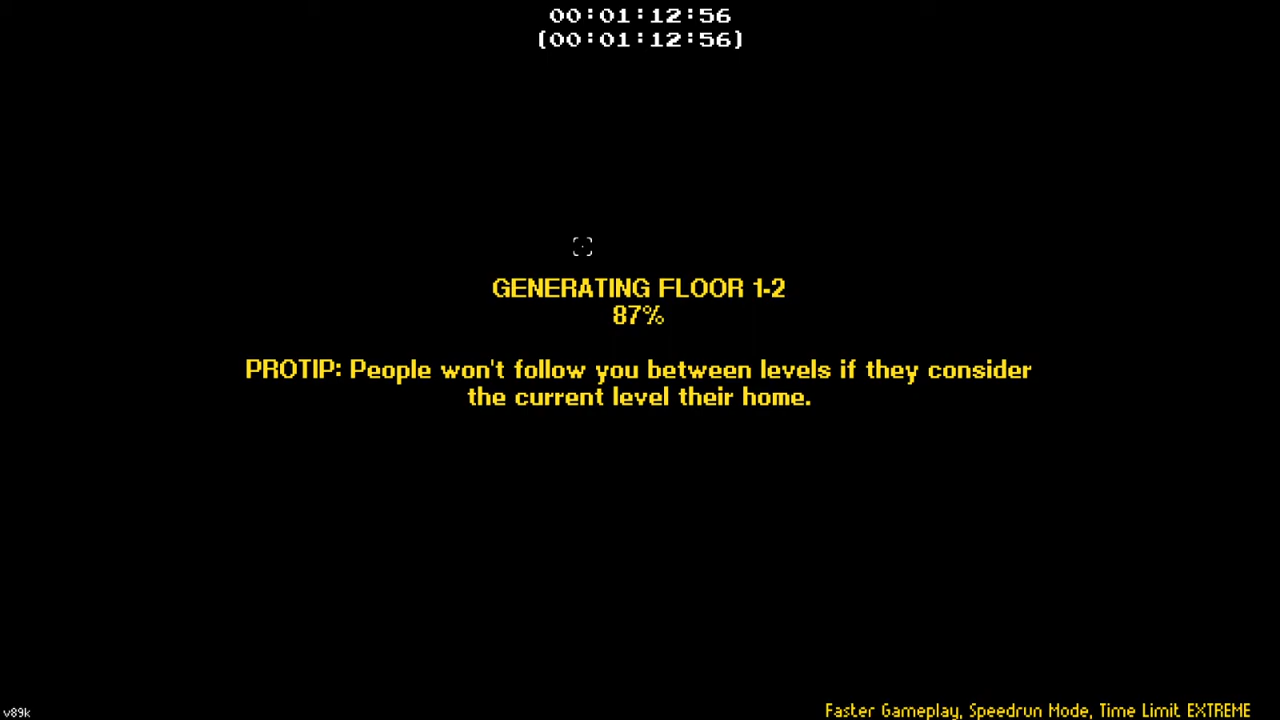 00:01:12:56
(00:01:12:56)
GENERATING FLOOR 1-2
87%
PROTIP: People won't follow you between levels if they consider
the current level their home.
v89k
Faster Gameplay, Speedrun Mode, Time Limit EXTREME